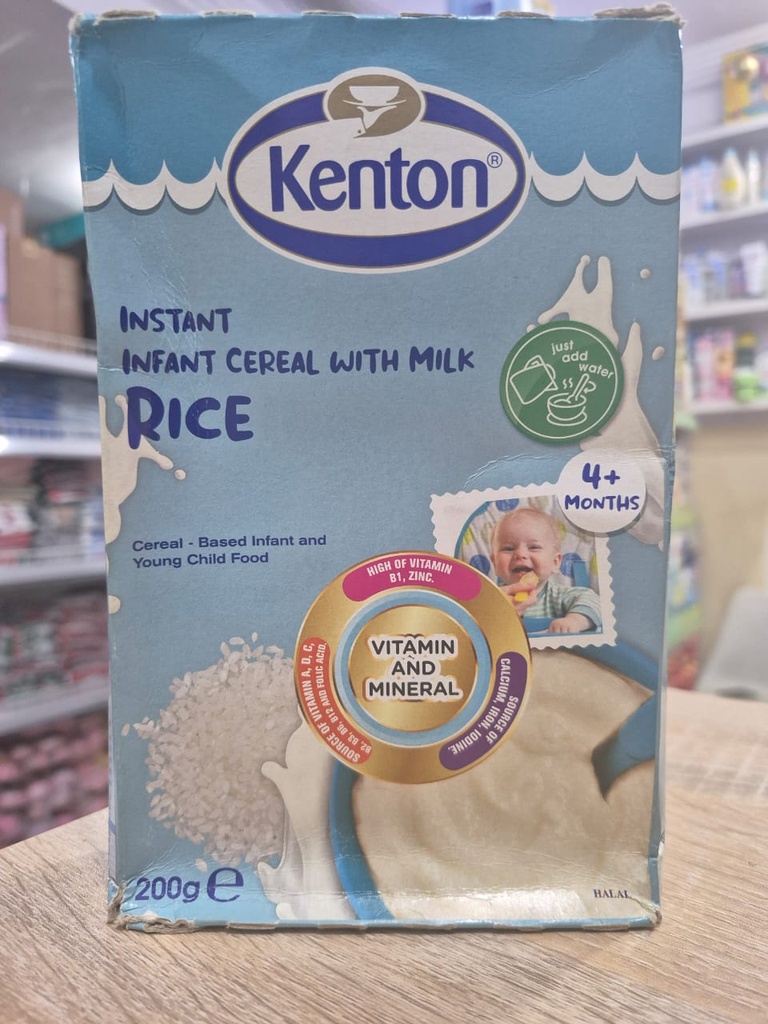 Kenton®
INSTANT
INFANT CEREAL WITH MILK
RICE
just
add
water
4+
MONTHS
Cereal - Based Infant and
Young Child Food
HIGH OF VITAMIN
B1, ZINC.
VITAMIN
AND
MINERAL
SOURCE OF VITAMIN A, D, C,
B2, B3, B6, B12 AND FOLIC ACID.
SOURCE OF
CALCIUM, IRON, IODINE.
200g e
HALAL